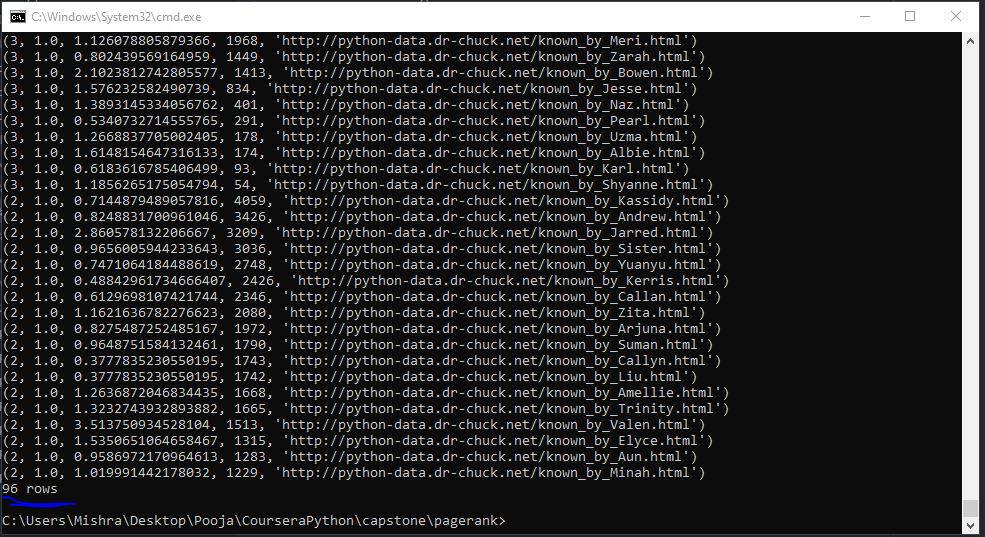 C:\Windows\System32\cmd.exe
(3, 1.0, 1.126078805879366, 1968, 'http://python-data.dr-chuck.net/known_by_Meri.html')
(3, 1.0, 0.802439569164959, 1449, 'http://python-data.dr-chuck.net/known_by_Zarah.html')
(3, 1.0, 2.1023812742805577, 1413, 'http://python-data.dr-chuck.net/known_by_Bowen.html')
(3, 1.0, 1.576232582490739, 834, 'http://python-data.dr-chuck.net/known_by_Jesse.html')
(3, 1.0, 1.3893145334056762, 401, 'http://python-data.dr-chuck.net/known_by_Naz.html')
(3, 1.0, 0.5340732714555765, 291, 'http://python-data.dr-chuck.net/known_by_Pearl.html')
(3, 1.0, 1.2668837705002405, 178, 'http://python-data.dr-chuck.net/known_by_Uzma.html')
(3, 1.0, 1.6148154647316133, 174, 'http://python-data.dr-chuck.net/known_by_Albie.html')
(3, 1.0, 0.6183616785406499, 93, 'http://python-data.dr-chuck.net/known_by_Karl.html')
(3, 1.0, 1.1856265175054794, 54, 'http://python-data.dr-chuck.net/known_by_Shyanne.html')
(2, 1.0, 0.7144879489057816, 4059, 'http://python-data.dr-chuck.net/known_by_Kassidy.html')
(2, 1.0, 0.8248831700961046, 3426, 'http://python-data.dr-chuck.net/known_by_Andrew.html')
(2, 1.0, 2.860578132206667, 3209, 'http://python-data.dr-chuck.net/known_by_Jarred.html')
(2, 1.0, 0.9656005944233643, 3036, 'http://python-data.dr-chuck.net/known_by_Sister.html')
(2, 1.0, 0.7471064184488619, 2748, 'http://python-data.dr-chuck.net/known_by_Yuanyu.html')
(2, 1.0, 0.48842961734666407, 2426, 'http://python-data.dr-chuck.net/known_by_Kerris.html')
(2, 1.0, 0.6129698107421744, 2346, 'http://python-data.dr-chuck.net/known_by_Callan.html')
(2, 1.0, 1.1621636782276623, 2080, 'http://python-data.dr-chuck.net/known_by_Zita.html')
(2, 1.0, 0.8275487252485167, 1972, 'http://python-data.dr-chuck.net/known_by_Arjuna.html')
(2, 1.0, 0.9648751584132461, 1790, 'http://python-data.dr-chuck.net/known_by_Suman.html')
(2, 1.0, 0.3777835230550195, 1743, 'http://python-data.dr-chuck.net/known_by_Callyn.html')
(2, 1.0, 0.3777835230550195, 1742, 'http://python-data.dr-chuck.net/known_by_Liu.html')
(2, 1.0, 1.2636872046834435, 1668, 'http://python-data.dr-chuck.net/known_by_Amellie.html')
(2, 1.0, 1.3232743932893882, 1665, 'http://python-data.dr-chuck.net/known_by_Trinity.html')
(2, 1.0, 3.513750934528104, 1513, 'http://python-data.dr-chuck.net/known_by_Valen.html')
(2, 1.0, 1.5350651064658467, 1315, 'http://python-data.dr-chuck.net/known_by_Elyce.html')
(2, 1.0, 0.9586972170964613, 1283, 'http://python-data.dr-chuck.net/known_by_Aun.html')
(2, 1.0, 1.019991442178032, 1229, 'http://python-data.dr-chuck.net/known_by_Minah.html')
96 rows
C:\Users\Mishra\Desktop\Pooja\CourseraPython\capstone\pagerank>